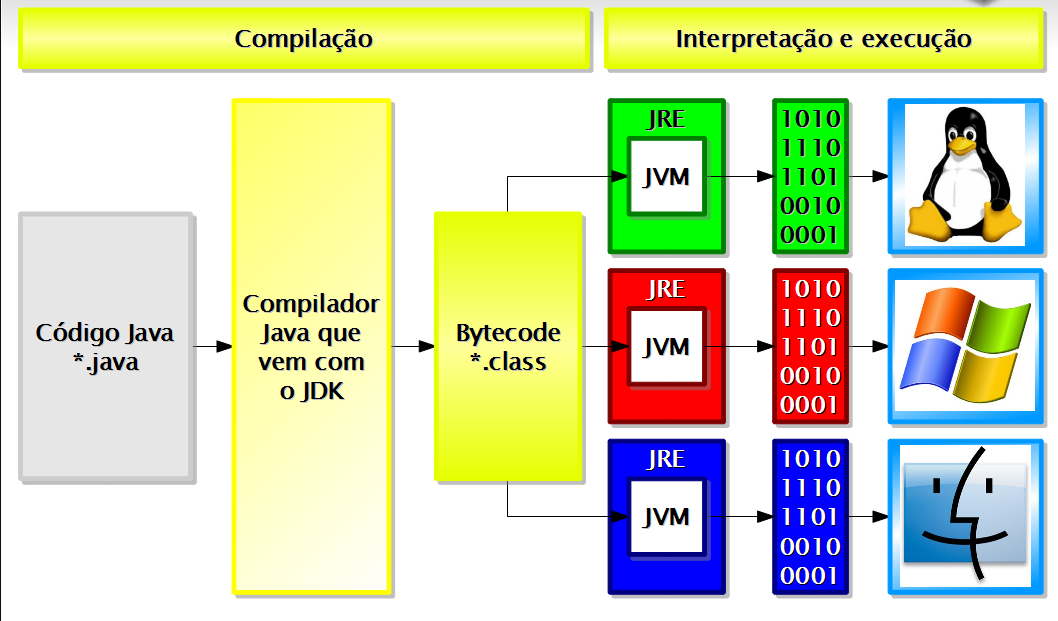 Compilação
Interpretação e execução
Código Java
*.java
Compilador
Java que
vem com
o JDK
Bytecode
*.class
JRE
JVM
1010
1110
1101
0010
0001
JRE
JVM
1010
1110
1101
0010
0001
JRE
JVM
1010
1110
1101
0010
0001